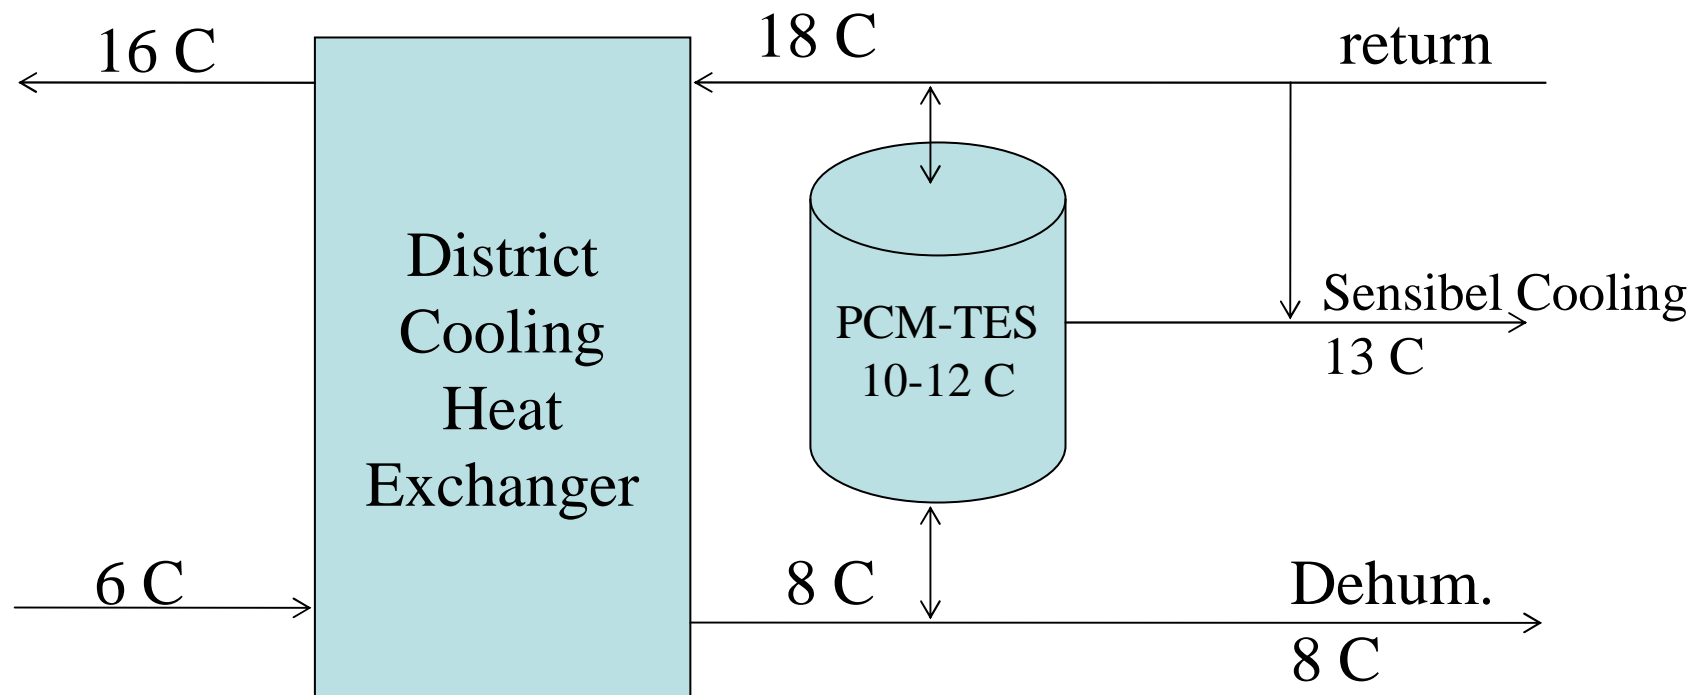 16 C
18 C
return
District
Cooling
Heat
Exchanger
PCM-TES
10-12 C
Sensibel Cooling
13 C
6 C
8 C
Dehum.
8 C